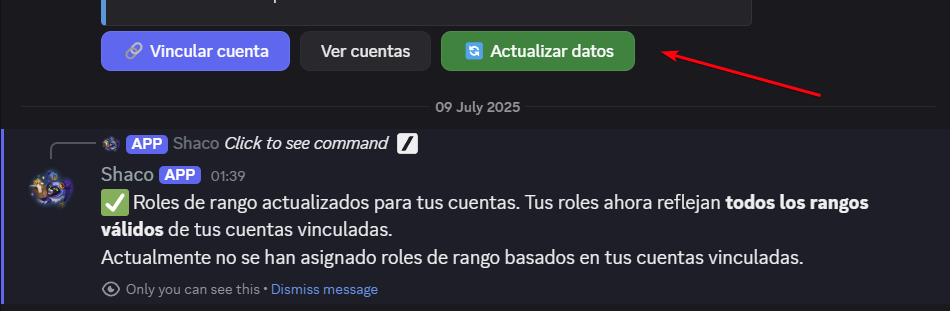 Vincular cuenta Ver cuentas Actualizar datos
09 July 2025
APP Shaco Click to see command
Shaco APP 01:39
Roles de rango actualizados para tus cuentas. Tus roles ahora reflejan todos los rangos
válidos de tus cuentas vinculadas.
Actualmente no se han asignado roles de rango basados en tus cuentas vinculadas.
Only you can see this • Dismiss message